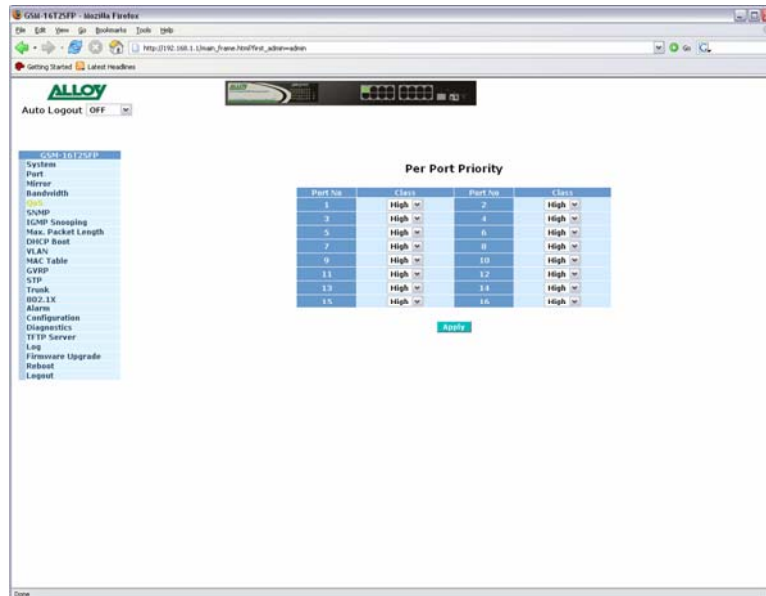 GSM-16T2SFP - Mozilla Firefox
File Edit View Go Bookmarks Tools Help
http://192.168.1.1/main_frame.html?first_admin=admin
Getting Started Latest Headlines
ALLOY
Auto Logout OFF
GSM-16T2SFP
System
Port
Mirror
Bandwidth
QoS
SNMP
IGMP Snooping
Max. Packet Length
DHCP Boot
VLAN
MAC Table
GVRP
STP
Trunk
802.1X
Alarm
Configuration
Diagnostics
TFTP Server
Log
Firmware Upgrade
Reboot
Logout
Per Port Priority
Port No Class Port No Class
1 High 2 High
3 High 4 High
5 High 6 High
7 High 8 High
9 High 10 High
11 High 12 High
13 High 14 High
15 High 16 High
Apply
Done